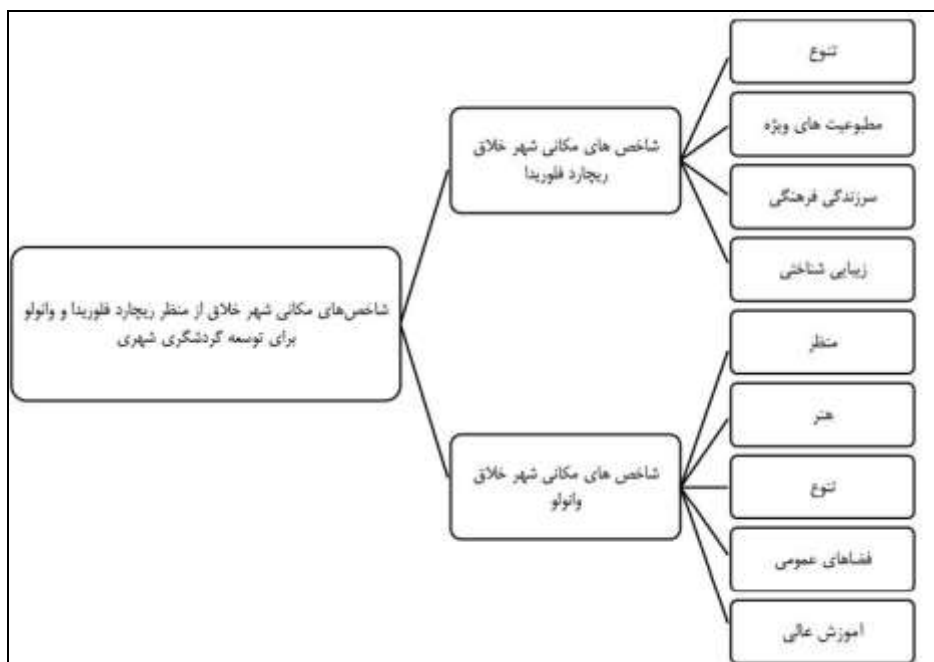 شاخص‌های مکانی شهر خلاق از منظر ریچارد فلوریدا و وانولو
برای توسعه گردشگری شهری
شاخص های مکانی شهر خلاق
ریچارد فلوریدا
تنوع
مطبوعیت های ویژه
سرزندگی فرهنگی
زیبایی شناختی
شاخص های مکانی شهر خلاق
وانولو
منظر
هنر
تنوع
فضاهای عمومی
اموزش عالی